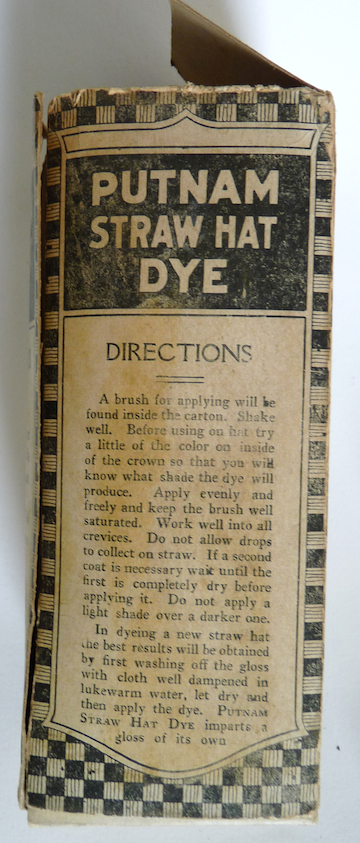 PUTNAM
STRAW HAT
DYE
DIRECTIONS
A brush for applying will be
found inside the carton. Shake
well. Before using on hat try
a little of the color on inside
of the crown so that you will
know what shade the dye will
produce. Apply evenly and
freely and keep the brush well
saturated. Work well into all
crevices. Do not allow drops
to collect on straw. If a second
coat is necessary wait until the
first is completely dry before
applying it. Do not apply a
light shade over a darker one.
In dyeing a new straw hat
the best results will be obtained
by first washing off the gloss
with cloth well dampened in
lukewarm water, let dry and
then apply the dye. PUTNAM
STRAW HAT DYE imparts a
gloss of its own